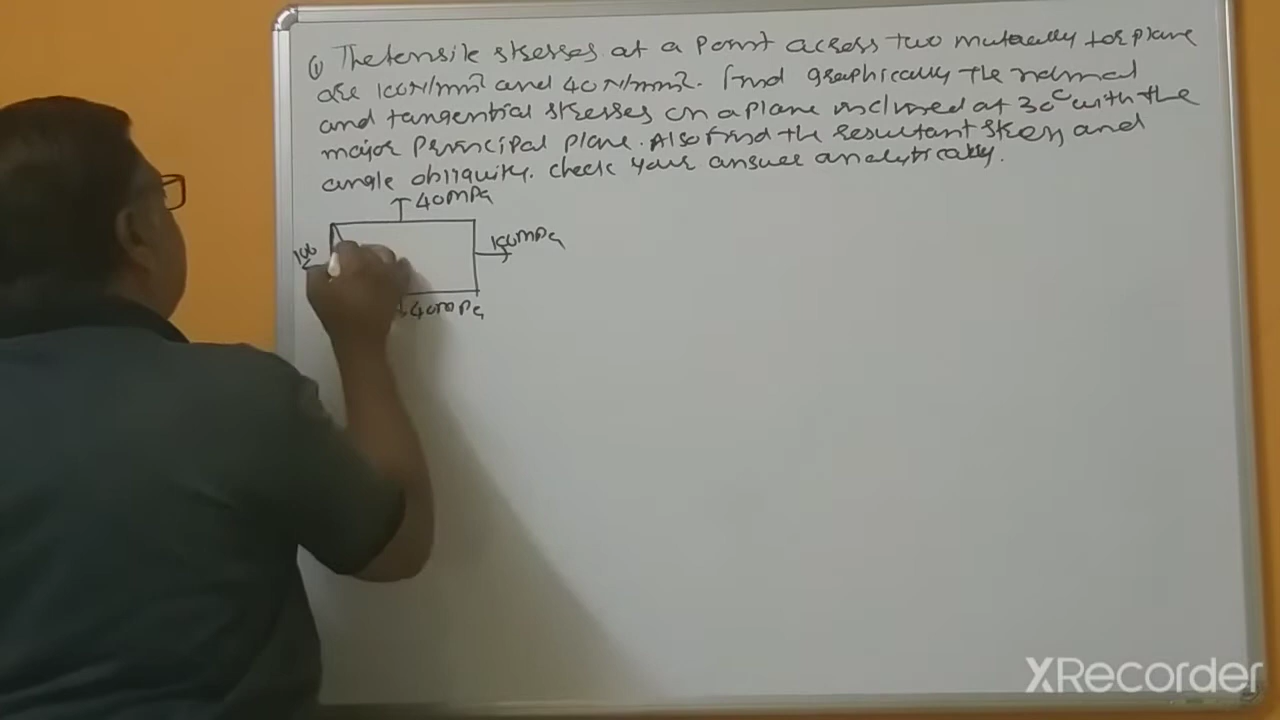 ① The tensile stresses at a point across two mutually ⊥ plane
are 100N/mm² and 40N/mm². find graphically the normal
and tangential stresses on a plane inclined at 30° with the
major principal plane. Also find the resultant stress and
angle obliquity. check your answer analytically.
40MPa
100MPa
100
40MPa
XRecorder